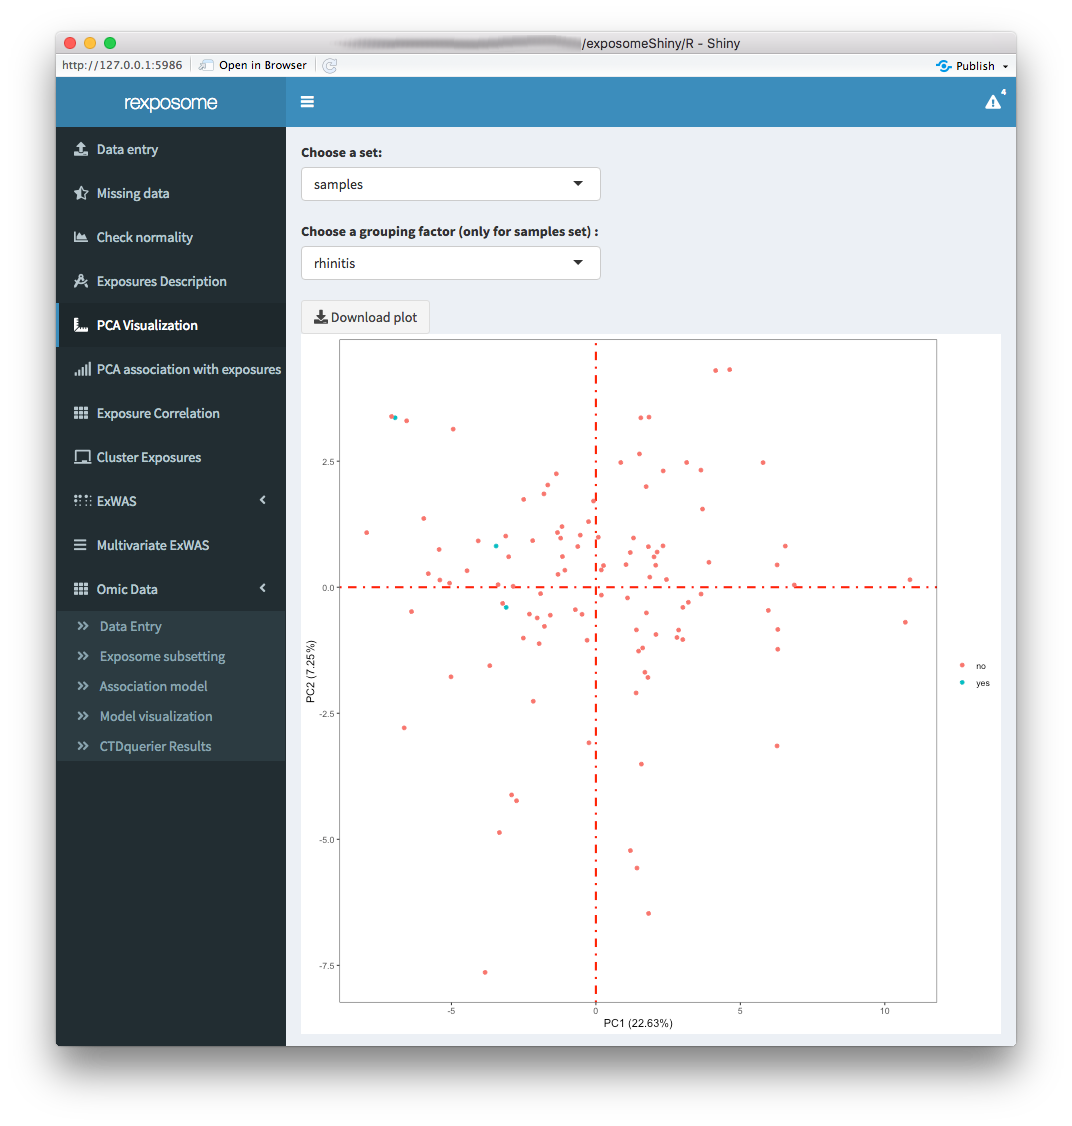 /exposomeShiny/R - Shiny
http://127.0.0.1:5986 Open in Browser Publish
rexposome
4
Data entry
Missing data
Check normality
Exposures Description
PCA Visualization
PCA association with exposures
Exposure Correlation
Cluster Exposures
ExWAS
Multivariate ExWAS
Omic Data
Data Entry
Exposome subsetting
Association model
Model visualization
CTDquerier Results
Choose a set:
samples
Choose a grouping factor (only for samples set) :
rhinitis
Download plot
2.5
0.0
-2.5
-5.0
-7.5
PC2 (7.25%)
-5 0 5 10
PC1 (22.63%)
no
yes